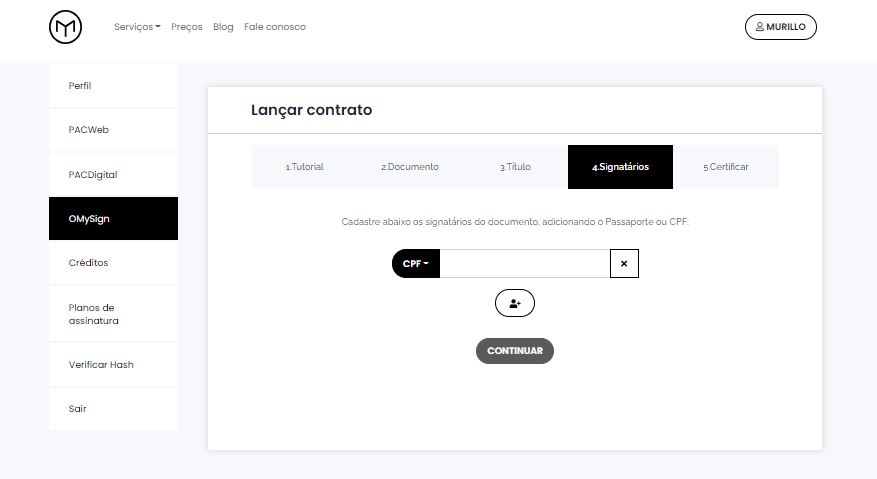 Serviços Preços Blog Fale conosco
MURILLO
Perfil
PACWeb
PACDigital
OMySign
Créditos
Planos de
assinatura
Verificar Hash
Sair
Lançar contrato
1.Tutorial 2.Documento 3.Título 4.Signatários 5.Certificar
Cadastre abaixo os signatários do documento, adicionando o Passaporte ou CPF:
CPF
CONTINUAR